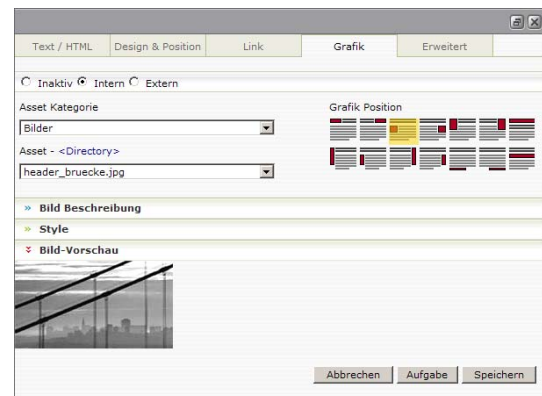 Text / HTML Design & Position Link Grafik Erweitert
Inaktiv Intern Extern
Asset Kategorie
Grafik Position
Bilder
Asset - <Directory>
header_bruecke.jpg
» Bild Beschreibung
» Style
Bild-Vorschau
Abbrechen Aufgabe Speichern